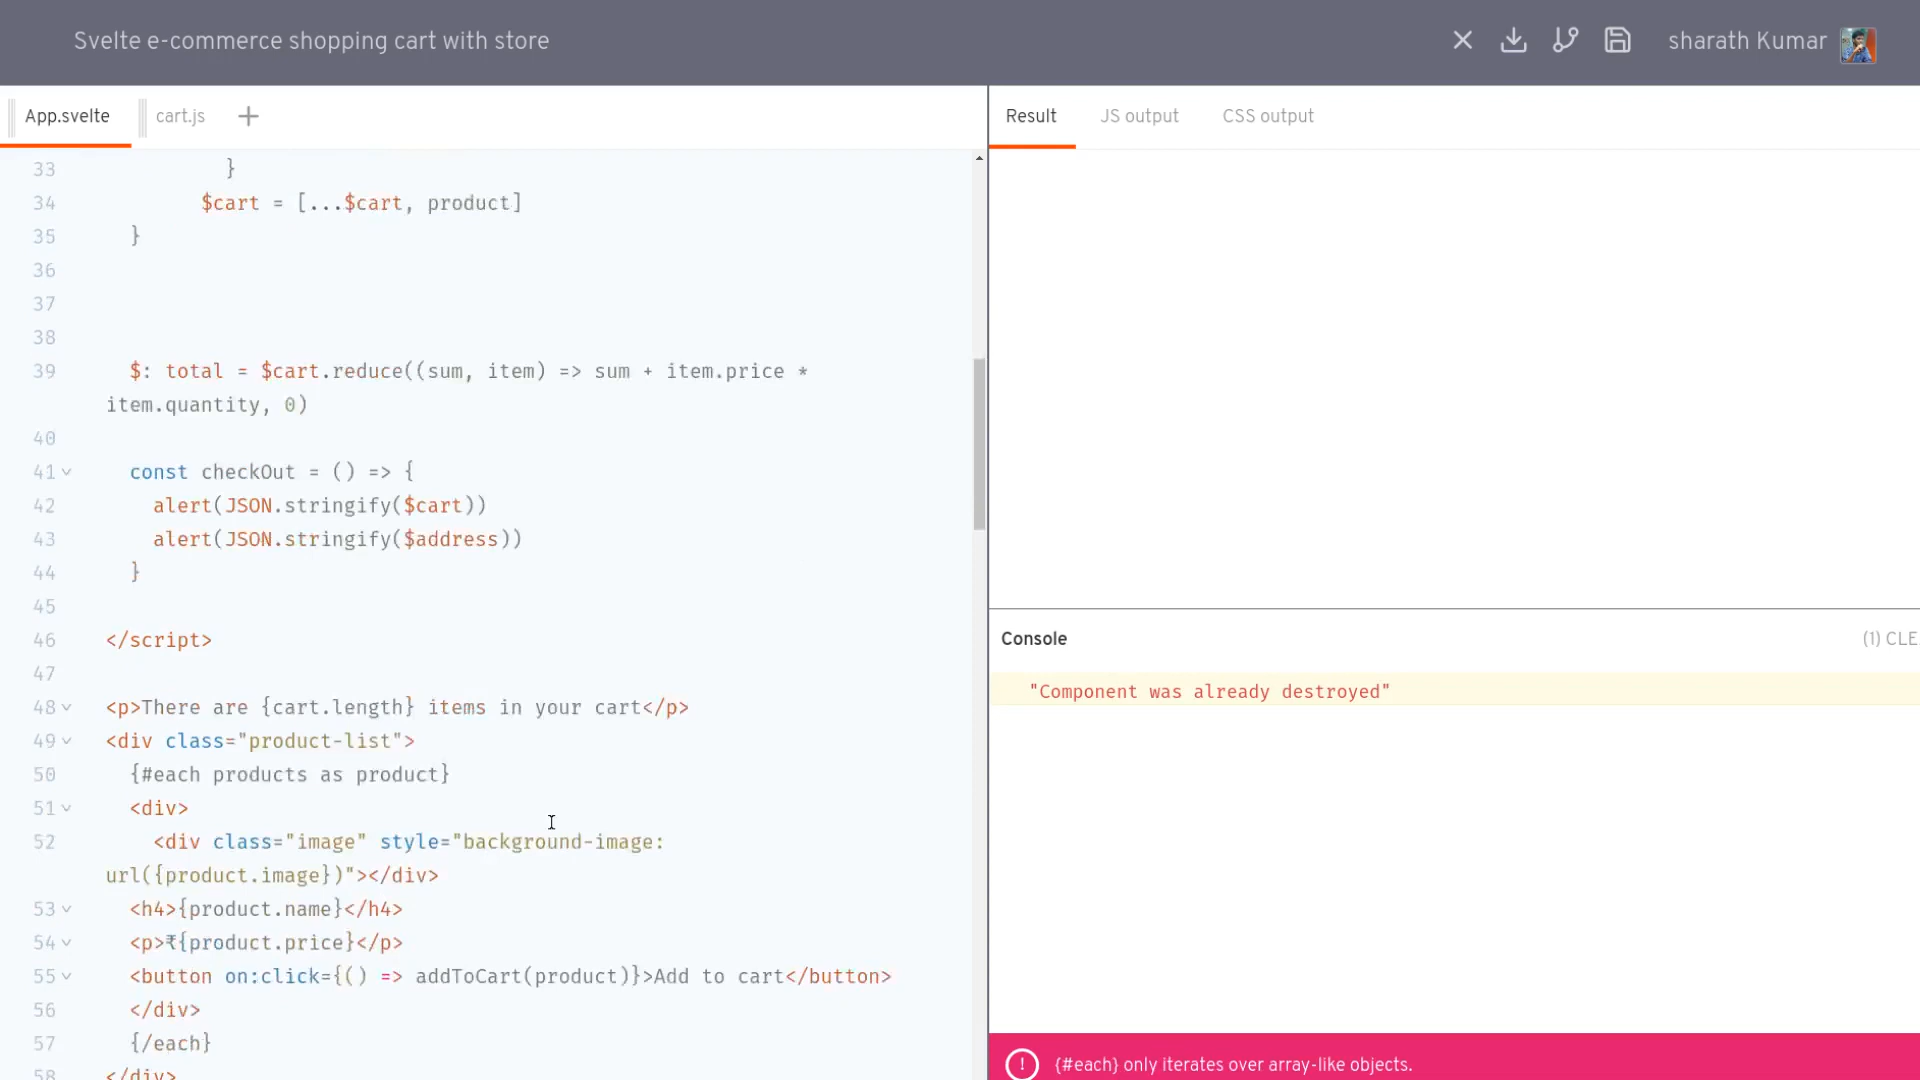 Svelte e-commerce shopping cart with store
sharath Kumar
App.svelte
cart.js
+
33 }
34 $cart = [...$cart, product]
35 }
36
37
38
39 $: total = $cart.reduce((sum, item) => sum + item.price *
item.quantity, 0)
40
41 const checkOut = () => {
42 alert(JSON.stringify($cart))
43 alert(JSON.stringify($address))
44 }
45
46 </script>
47
48 <p>There are {cart.length} items in your cart</p>
49 <div class="product-list">
50 {#each products as product}
51 <div>
52 <div class="image" style="background-image:
url({product.image})"></div>
53 <h4>{product.name}</h4>
54 <p>₹{product.price}</p>
55 <button on:click={() => addToCart(product)}>Add to cart</button>
56 </div>
57 {/each}
58 </div>
Result
JS output
CSS output
Console
(1) CLE
"Component was already destroyed"
! {#each} only iterates over array-like objects.